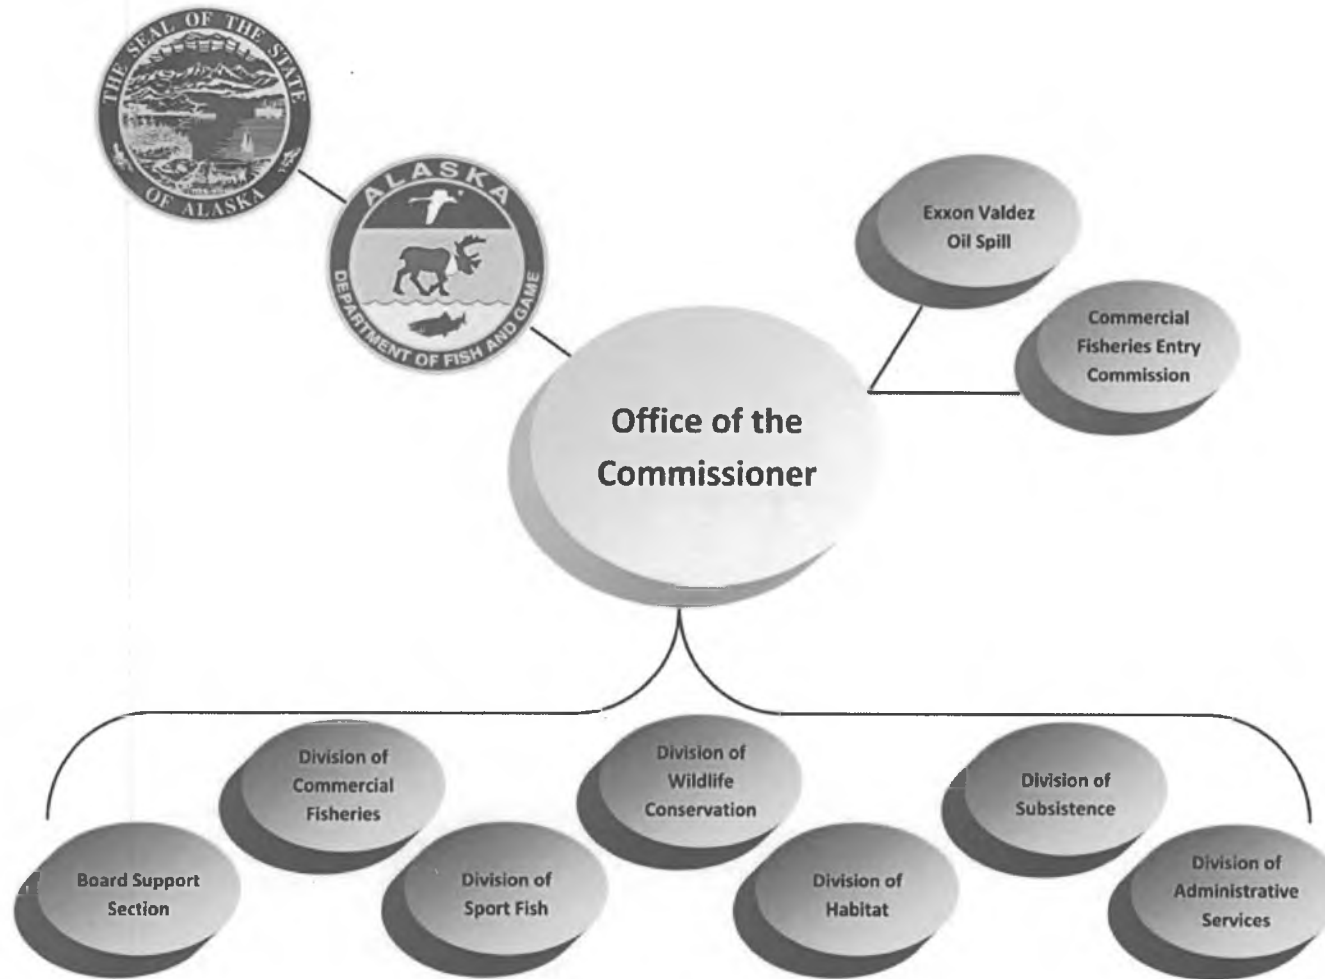 THE SEAL OF THE STATE
OF ALASKA
ALASKA
DEPARTMENT OF FISH AND GAME
Exxon Valdez
Oil Spill
Commercial
Fisheries Entry
Commission
Office of the
Commissioner
Division of
Commercial
Fisheries
Division of
Wildlife
Conservation
Division of
Subsistence
Board Support
Section
Division of
Sport Fish
Division of
Habitat
Division of
Administrative
Services